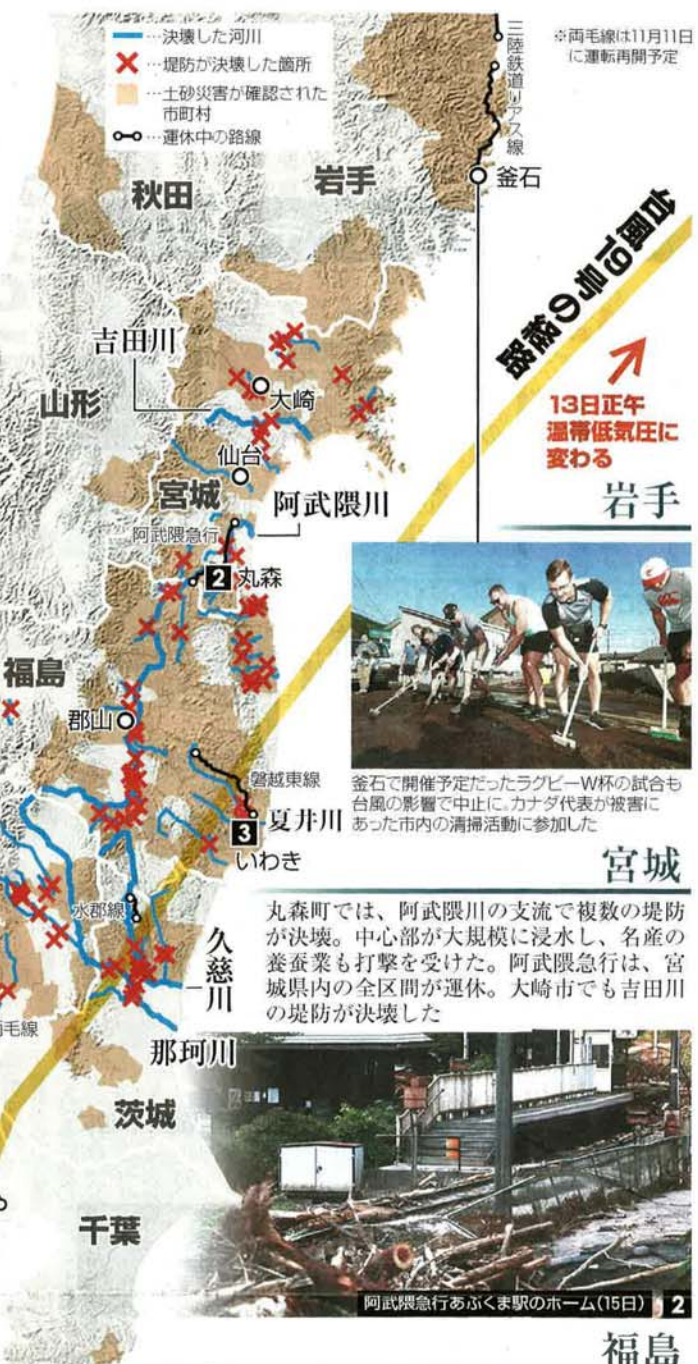 …決壊した河川
…堤防が決壊した箇所
…土砂災害が確認された
市町村
…運休中の路線
三陸鉄道リアス線
※両毛線は11月11日
に運転再開予定
秋田
岩手
釜石
台風19号の経路
吉田川
山形
大崎
仙台
宮城
阿武隈川
阿武隈急行
2 丸森
13日正午
温帯低気圧に
変わる
岩手
釜石で開催予定だったラグビーW杯の試合も
台風の影響で中止に。カナダ代表が被害に
あった市内の清掃活動に参加した
福島
郡山
磐越東線
3 夏井川
いわき
水郡線
久慈川
那珂川
毛線
茨城
千葉
宮城
丸森町では、阿武隈川の支流で複数の堤防
が決壊。中心部が大規模に浸水し、名産の
養蚕業も打撃を受けた。阿武隈急行は、宮
城県内の全区間が運休。大崎市でも吉田川
の堤防が決壊した
阿武隈急行あぶくま駅のホーム(15日) 2
福島